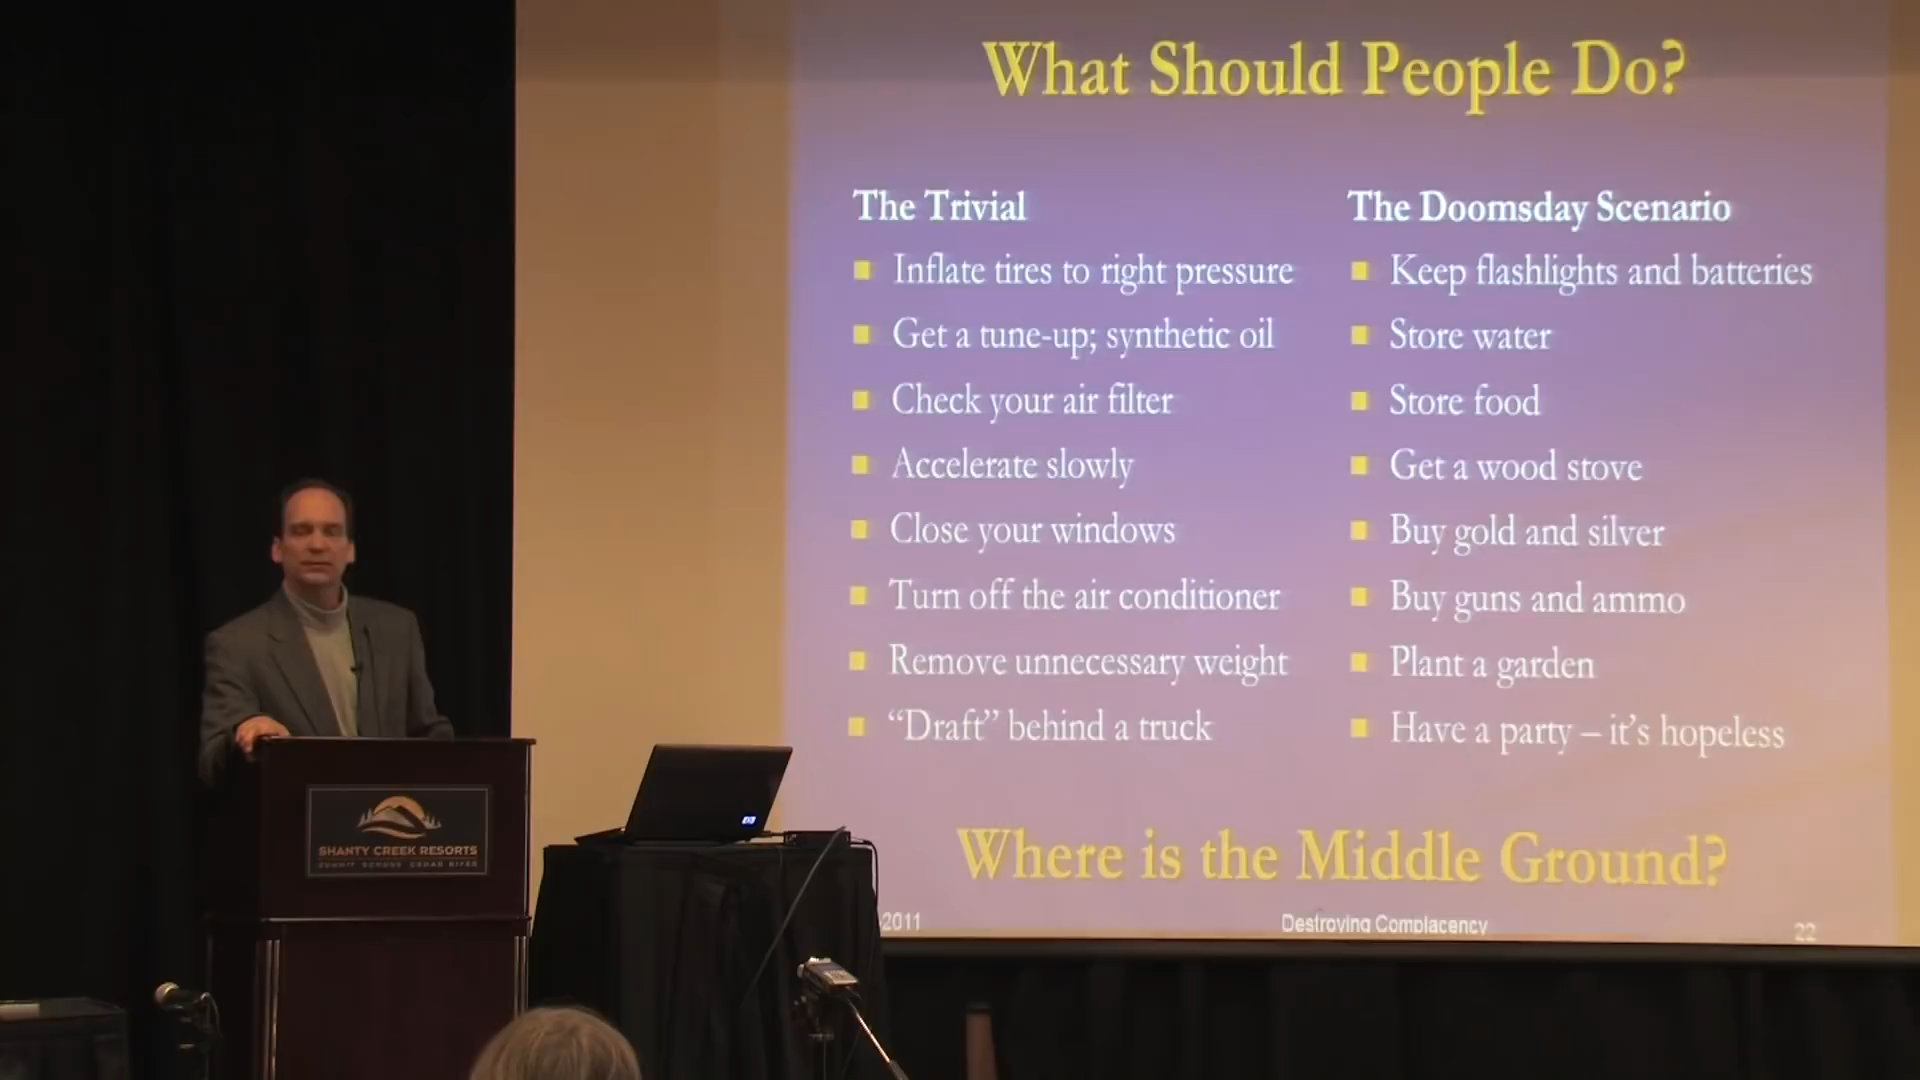 What Should People Do?
The Trivial
Inflate tires to right pressure
Get a tune-up; synthetic oil
Check your air filter
Accelerate slowly
Close your windows
Turn off the air conditioner
Remove unnecessary weight
“Draft” behind a truck
The Doomsday Scenario
Keep flashlights and batteries
Store water
Store food
Get a wood stove
Buy gold and silver
Buy guns and ammo
Plant a garden
Have a party – it’s hopeless
Where is the Middle Ground?
2011
Destroying Complacency
22
SHANTY CREEK RESORTS